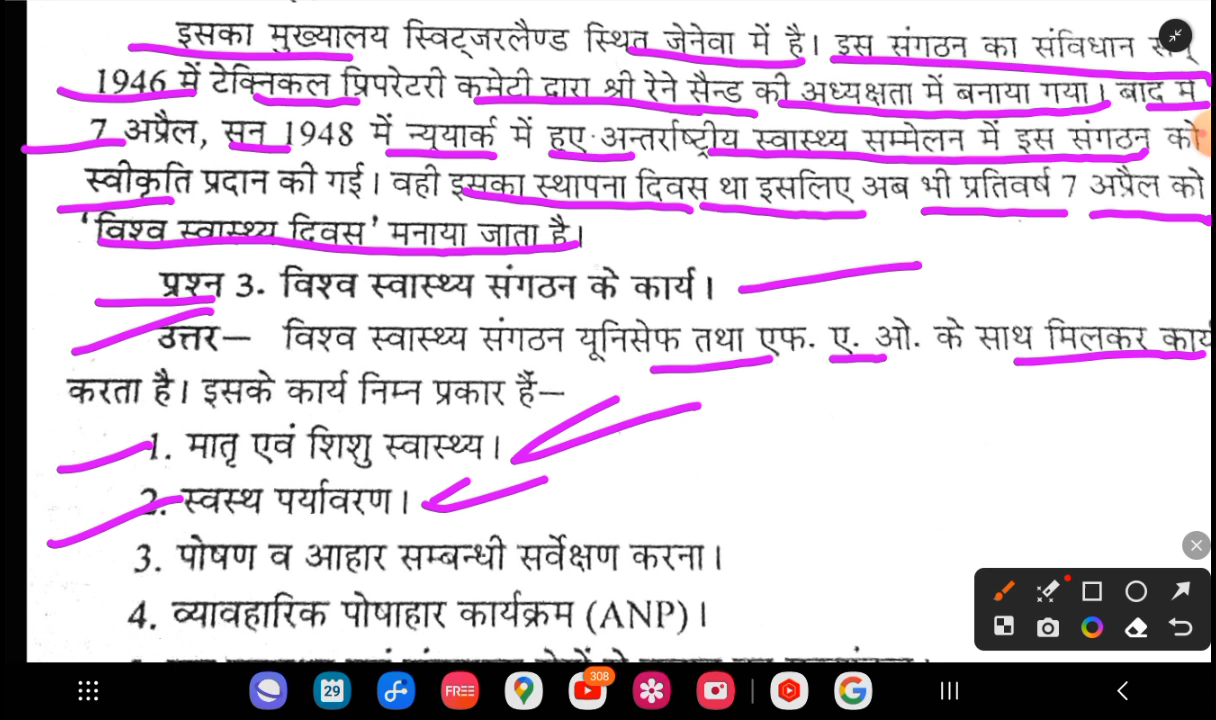 इसका मुख्यालय स्विट्जरलैण्ड स्थित जेनेवा में है। इस संगठन का संविधान
1946 में टेक्निकल प्रिपरेटरी कमेटी द्वारा श्री रेने सैन्ड की अध्यक्षता में बनाया गया। बाद में
7 अप्रैल, सन 1948 में न्यूयार्क में हुए अन्तर्राष्ट्रीय स्वास्थ्य सम्मेलन में इस संगठन को
स्वीकृति प्रदान की गई। वही इसका स्थापना दिवस था इसलिए अब भी प्रतिवर्ष 7 अप्रैल को
'विश्व स्वास्थ्य दिवस' मनाया जाता है।
प्रश्न 3. विश्व स्वास्थ्य संगठन के कार्य।
उत्तर— विश्व स्वास्थ्य संगठन यूनिसेफ तथा एफ. ए. ओ. के साथ मिलकर कार्य
करता है। इसके कार्य निम्न प्रकार हैं—
1. मातृ एवं शिशु स्वास्थ्य।
2. स्वस्थ पर्यावरण।
3. पोषण व आहार सम्बन्धी सर्वेक्षण करना।
4. व्यावहारिक पोषाहार कार्यक्रम (ANP)।
29
FREE
308